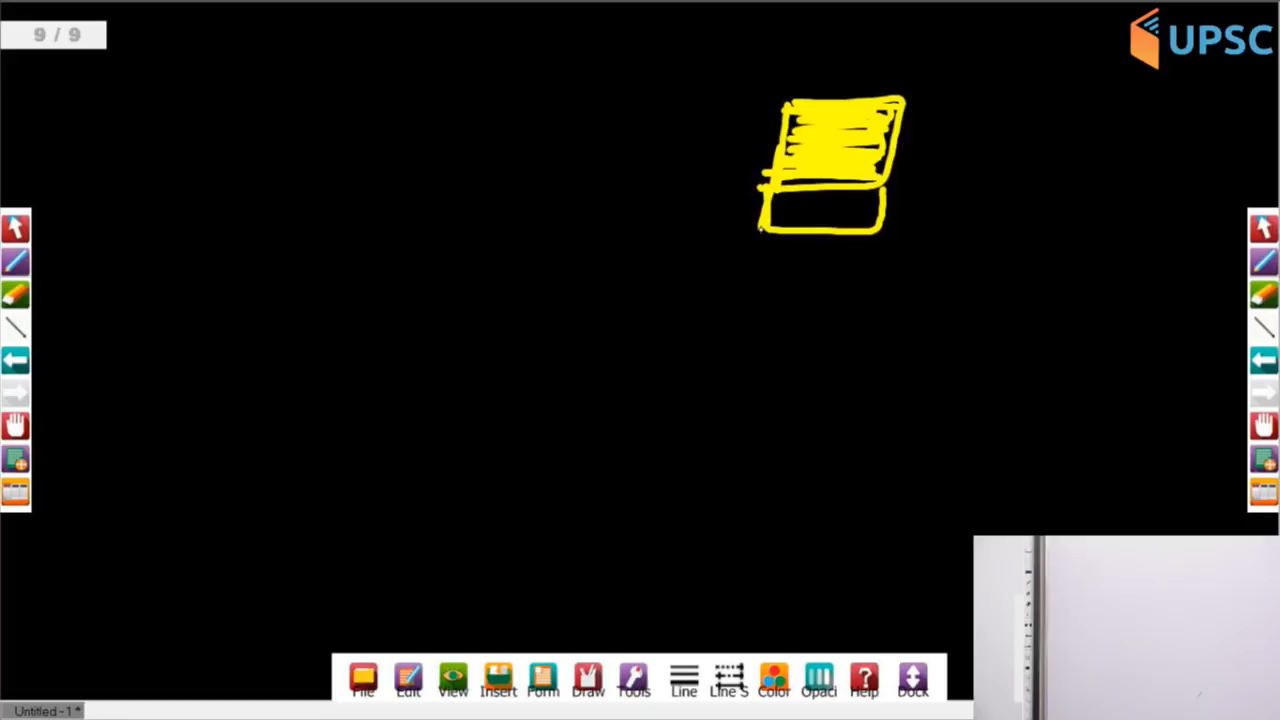 9 / 9
UPSC
File Edit View Insert Form Draw Tools Line Line S Color Opaci Help Dock
Untitled - 1 *